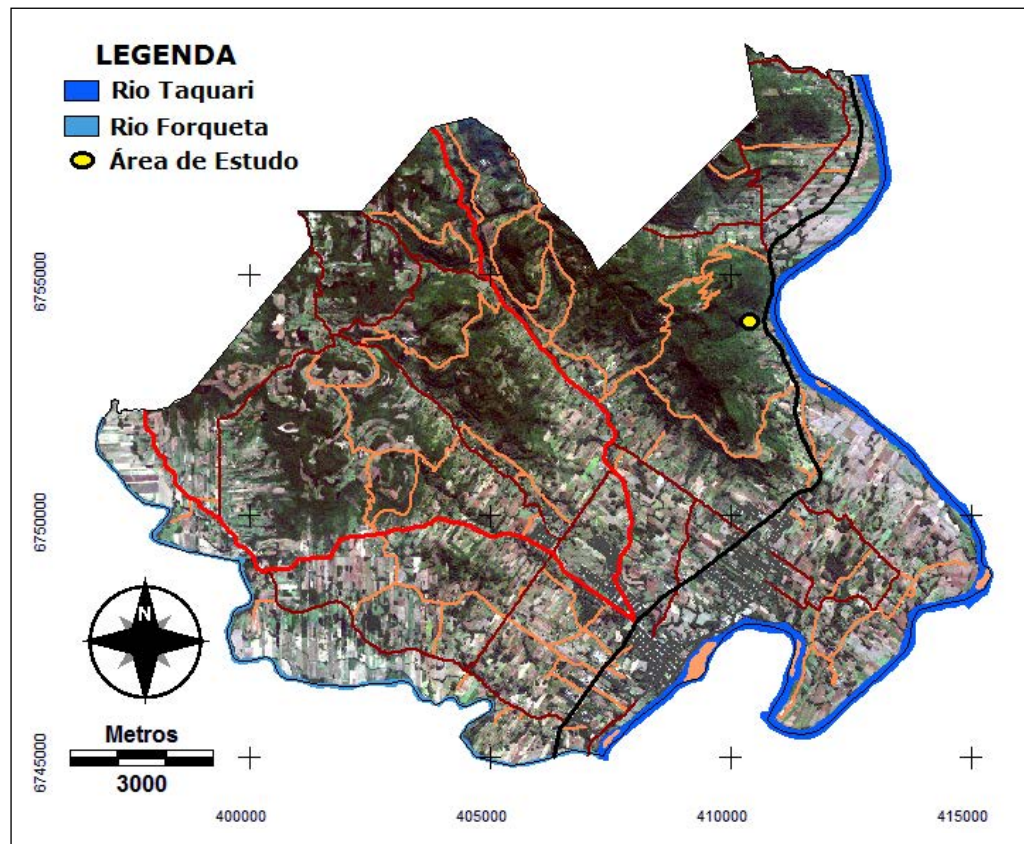 LEGENDA
Rio Taquari
Rio Forqueta
Área de Estudo
6755000
6750000
6745000
N
Metros
3000
400000
405000
410000
415000